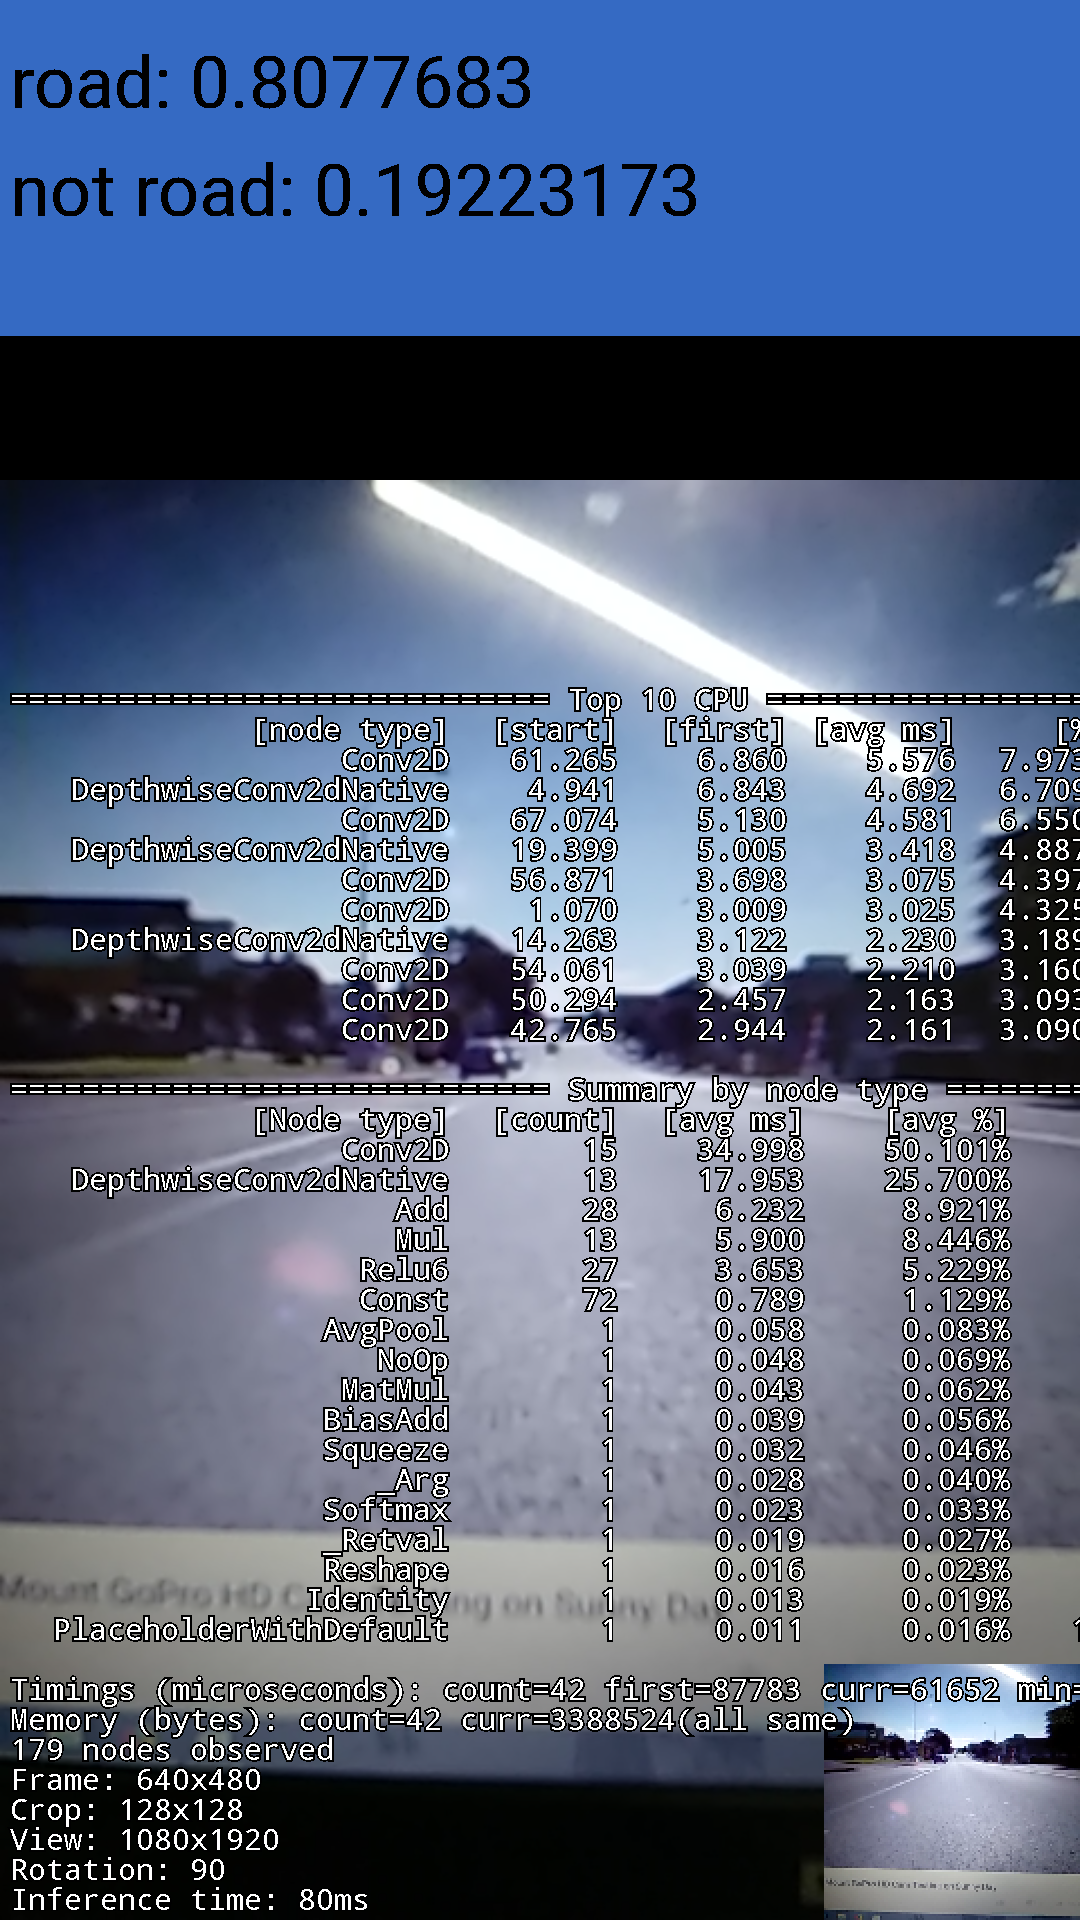 road: 0.8077683
not road: 0.19223173
============================== Top 10 CPU ==================
[node type] [start] [first] [avg ms] [%
Conv2D 61.265 6.860 5.576 7.973
DepthwiseConv2dNative 4.941 6.843 4.692 6.709
Conv2D 67.074 5.130 4.581 6.550
DepthwiseConv2dNative 19.399 5.005 3.418 4.887
Conv2D 56.871 3.698 3.075 4.397
Conv2D 1.070 3.009 3.025 4.325
DepthwiseConv2dNative 14.263 3.122 2.230 3.189
Conv2D 54.061 3.039 2.210 3.160
Conv2D 50.294 2.457 2.163 3.093
Conv2D 42.765 2.944 2.161 3.090
============================== Summary by node type ========
[Node type] [count] [avg ms] [avg %]
Conv2D 15 34.998 50.101%
DepthwiseConv2dNative 13 17.953 25.700%
Add 28 6.232 8.921%
Mul 13 5.900 8.446%
Relu6 27 3.653 5.229%
Const 72 0.789 1.129%
AvgPool 1 0.058 0.083%
NoOp 1 0.048 0.069%
MatMul 1 0.043 0.062%
BiasAdd 1 0.039 0.056%
Squeeze 1 0.032 0.046%
_Arg 1 0.028 0.040%
Softmax 1 0.023 0.033%
_Retval 1 0.019 0.027%
Reshape 1 0.016 0.023%
Mount GoPro HD on Sunny Day
Identity 1 0.013 0.019%
PlaceholderWithDefault 1 0.011 0.016% 1
Timings (microseconds): count=42 first=87783 curr=61652 min=
Memory (bytes): count=42 curr=3388524(all same)
179 nodes observed
Frame: 640x480
Crop: 128x128
View: 1080x1920
Rotation: 90
Inference time: 80ms